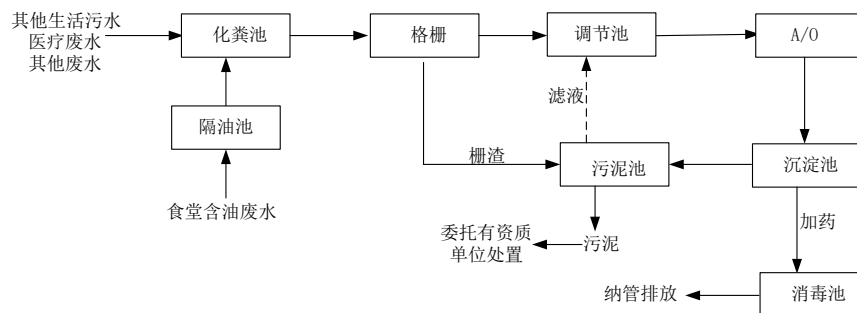 其他生活污水
医疗废水
其他废水
化粪池
格栅
调节池
A/O
隔油池
滤液
食堂含油废水
栅渣
污泥池
沉淀池
加药
委托有资质
单位处置
污泥
纳管排放
消毒池